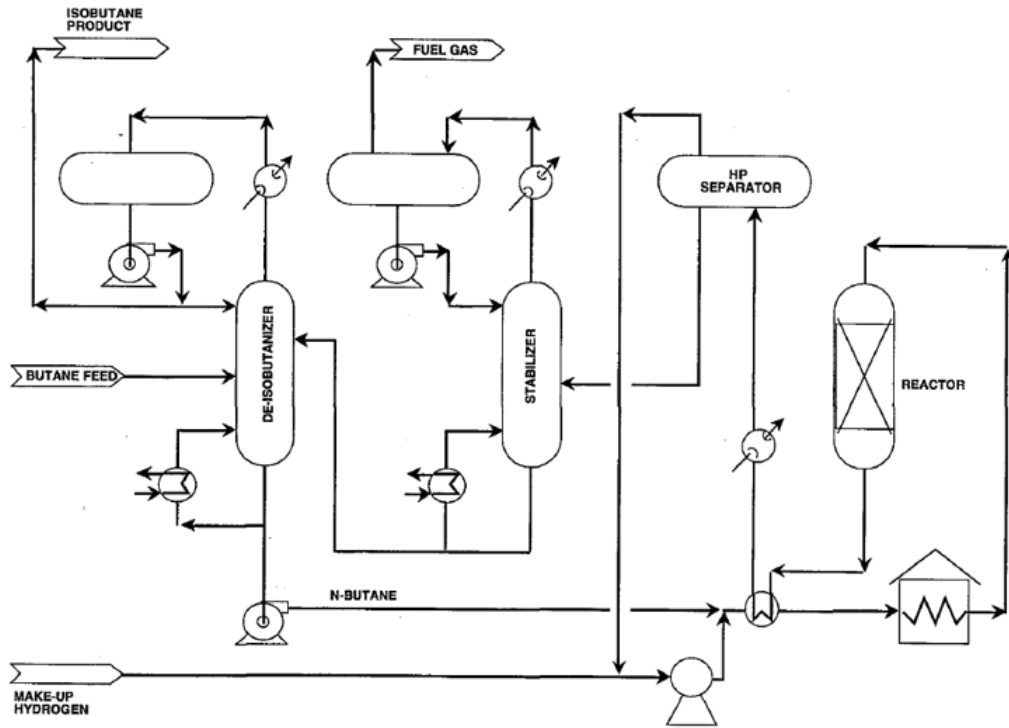 ISOBUTANE
PRODUCT
FUEL GAS
HP
SEPARATOR
DE-ISOBUTANIZER
STABILIZER
BUTANE FEED
REACTOR
N-BUTANE
MAKE-UP
HYDROGEN